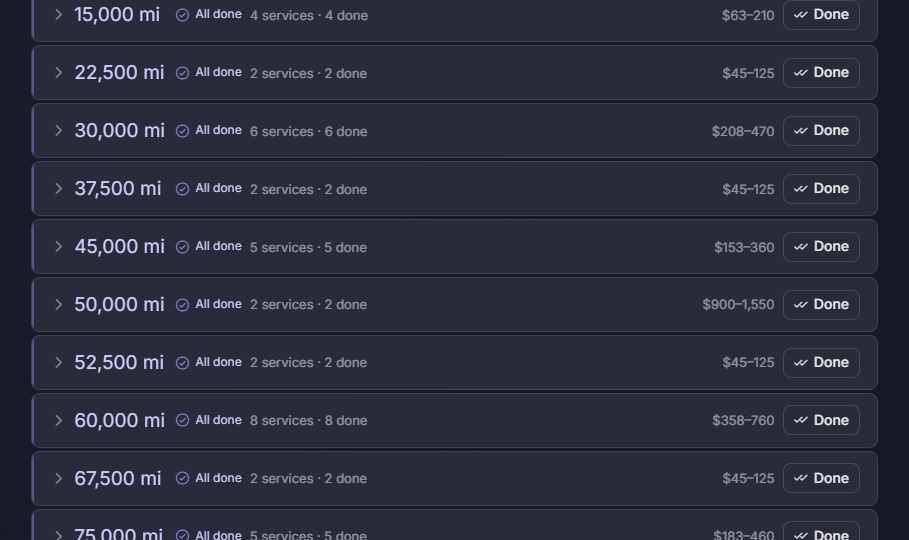 15,000 mi All done 4 services · 4 done $63–210 Done
22,500 mi All done 2 services · 2 done $45–125 Done
30,000 mi All done 6 services · 6 done $208–470 Done
37,500 mi All done 2 services · 2 done $45–125 Done
45,000 mi All done 5 services · 5 done $153–360 Done
50,000 mi All done 2 services · 2 done $900–1,550 Done
52,500 mi All done 2 services · 2 done $45–125 Done
60,000 mi All done 8 services · 8 done $358–760 Done
67,500 mi All done 2 services · 2 done $45–125 Done
75,000 mi All done 5 services · 5 done $183–460 Done